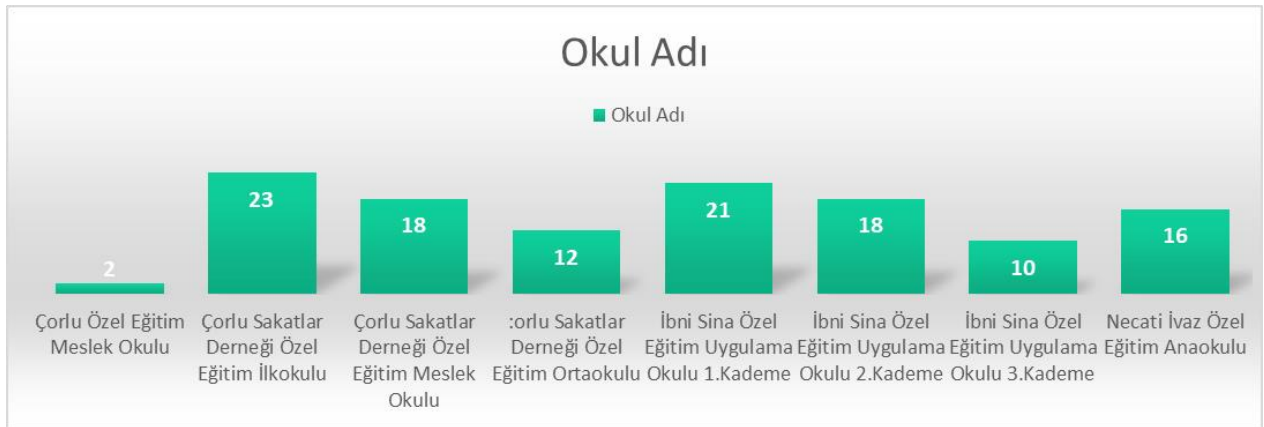 Okul Adı
Okul Adı
2
23
18
12
21
18
10
16
Çorlu Özel Eğitim
Meslek Okulu
Çorlu Sakatlar
Derneği Özel
Eğitim İlkokulu
Çorlu Sakatlar
Derneği Özel
Eğitim Meslek
Okulu
:orlu Sakatlar
Derneği Özel
Eğitim Ortaokulu
İbni Sina Özel
Eğitim Uygulama
Okulu 1.Kademe
İbni Sina Özel
Eğitim Uygulama
Okulu 2.Kademe
İbni Sina Özel
Eğitim Uygulama
Okulu 3.Kademe
Necati İvaz Özel
Eğitim Anaokulu